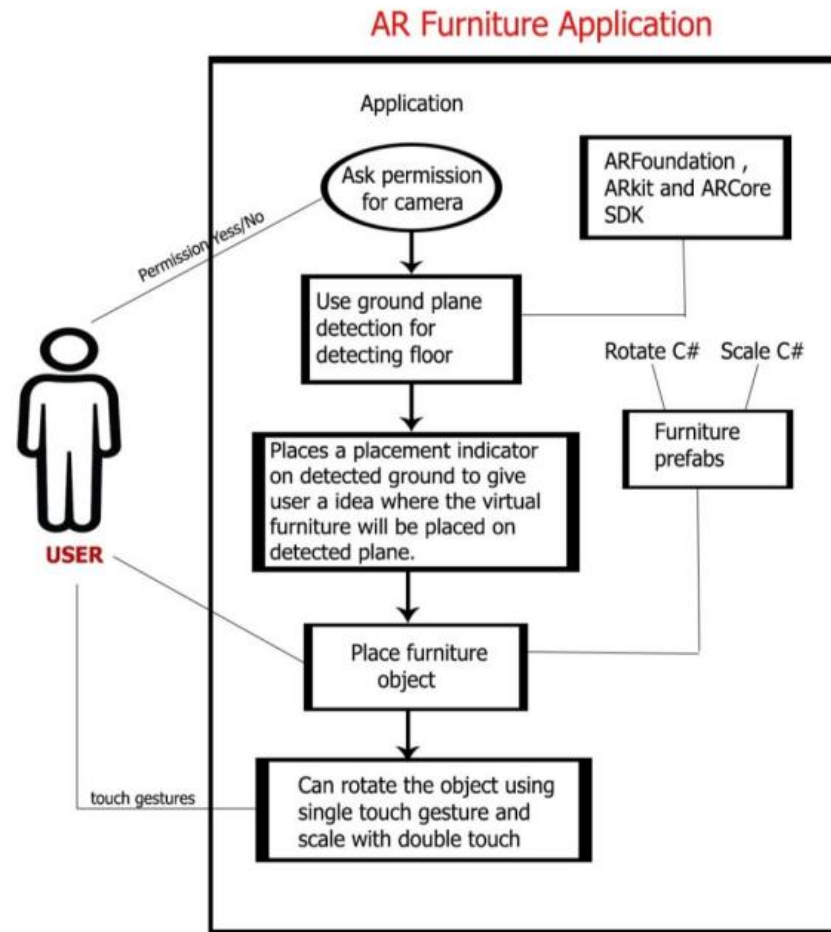 AR Furniture Application
Application
Ask permission
for camera
ARFoundation ,
ARkit and ARCore
SDK
Permission Yess/No
Use ground plane
detection for
detecting floor
Rotate C#
Scale C#
Furniture
prefabs
Places a placement indicator
on detected ground to give
user a idea where the virtual
furniture will be placed on
detected plane.
USER
Place furniture
object
touch gestures
Can rotate the object using
single touch gesture and
scale with double touch